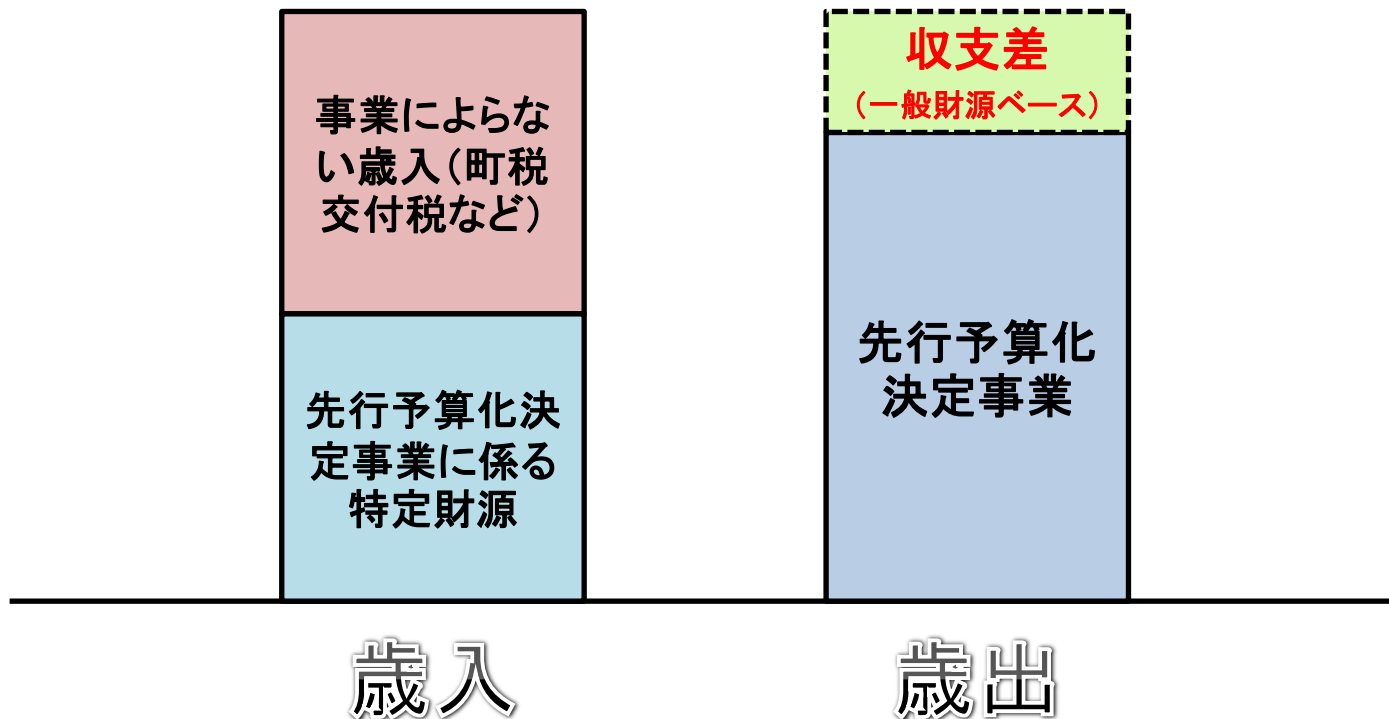 事業によらな
い歳入（町税
交付税など）
先行予算化決
定事業に係る
特定財源
収支差
（一般財源ベース）
先行予算化
決定事業
歳入
歳出